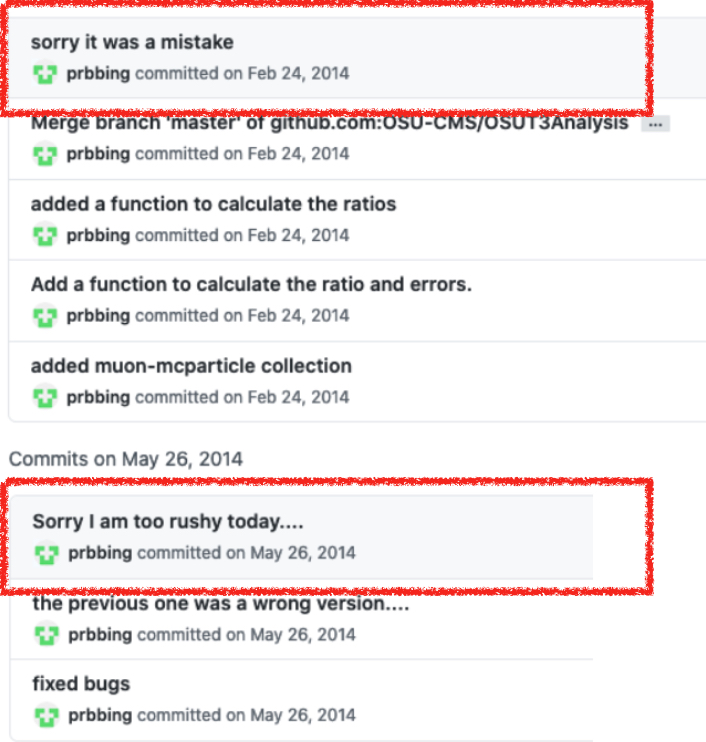 sorry it was a mistake
prbbing committed on Feb 24, 2014
Merge branch 'master' of github.com:OSU-CMS/OSUT3Analysis ...
prbbing committed on Feb 24, 2014
added a function to calculate the ratios
prbbing committed on Feb 24, 2014
Add a function to calculate the ratio and errors.
prbbing committed on Feb 24, 2014
added muon-mcparticle collection
prbbing committed on Feb 24, 2014
Commits on May 26, 2014
Sorry I am too rushy today....
prbbing committed on May 26, 2014
the previous one was a wrong version....
prbbing committed on May 26, 2014
fixed bugs
prbbing committed on May 26, 2014